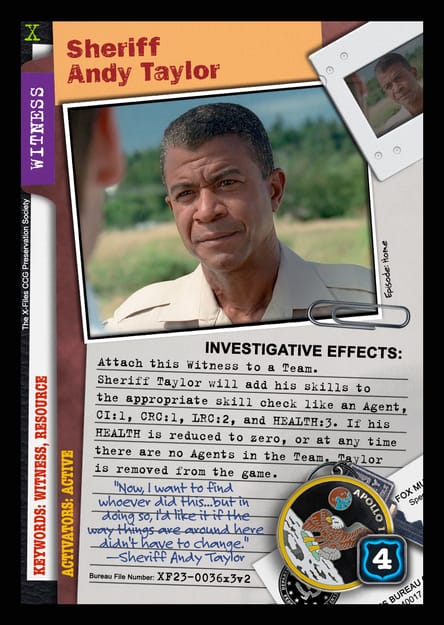 X
Sheriff
Andy Taylor
WITNESS
The X-Files CCG Preservation Society
Episode: Home
KEYWORDS: WITNESS, RESOURCE
ACTIVATORS: ACTIVE
INVESTIGATIVE EFFECTS:
Attach this Witness to a Team.
Sheriff Taylor will add his skills to
the appropriate skill check like an Agent,
CI:1, CRC:1, LRC:2, and HEALTH:3. If his
HEALTH is reduced to zero, or at any time
there are no Agents in the Team, Taylor
is removed from the game.
"Now, I want to find
whoever did this...but in
doing so, I'd like it if the
way things are around here
didn't have to change."
—Sheriff Andy Taylor
Bureau File Number: XF23-0036x3v2
APOLLO
FOX MU
Spe
4
BUREAU